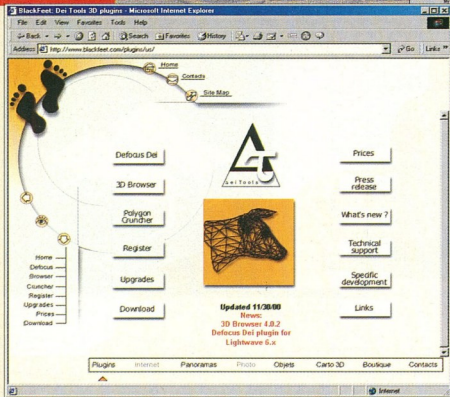 BlackFeet: Dei Tools 3D plugins - Microsoft Internet Explorer
File Edit View Favorites Tools Help
Back Search Favorites History
Address http://www.blackfeet.com/plugins/us/ Go Links »
Home
Contacts
Site Map
Defocus Dei
3D Browser
Polygon
Cruncher
Register
Upgrades
Download
dei Tools
Prices
Press
release
What's new ?
Technical
support
Specific
development
Links
Home
Defocus
Browser
Cruncher
Register
Upgrades
Prices
Download
Updated 11/30/00
News:
3D Browser 4.0.2
Defocus Dei plugin for
Lightwave 6.x
Plugins Internet Panoramas Photo Objets Carto 3D Boutique Contacts
Internet